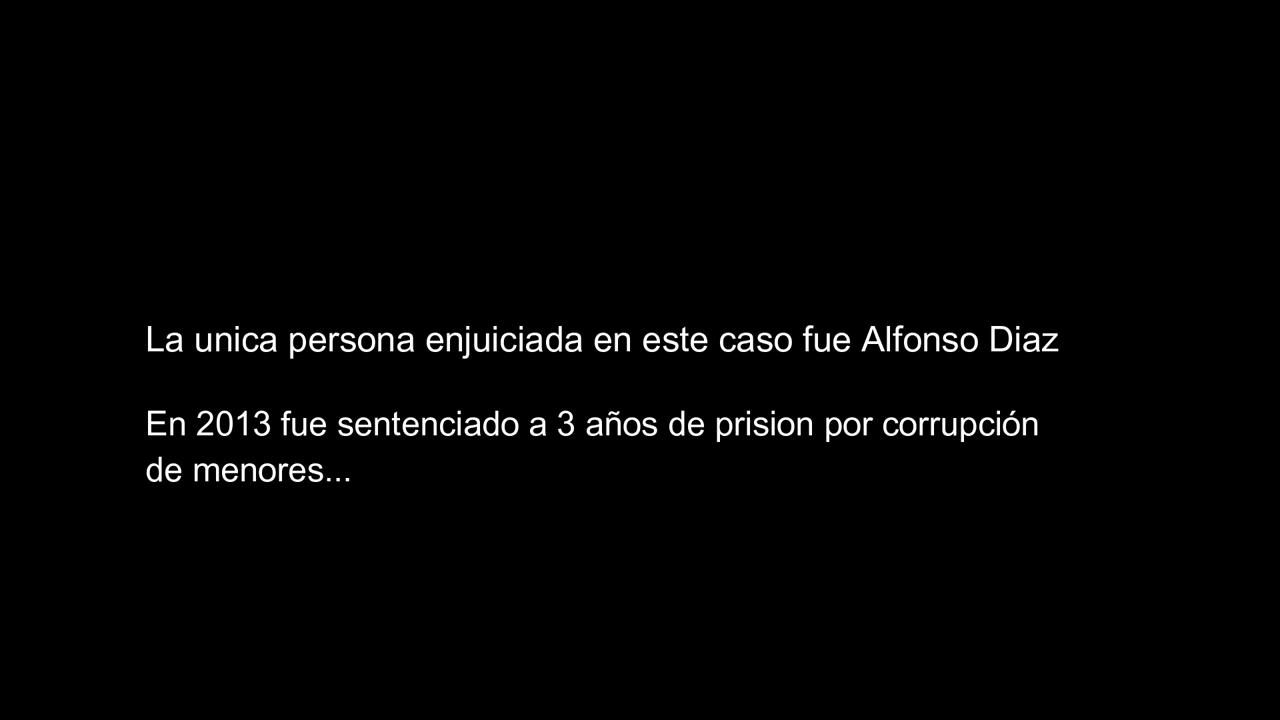 La unica persona enjuiciada en este caso fue Alfonso Diaz
En 2013 fue sentenciado a 3 años de prision por corrupción
de menores...